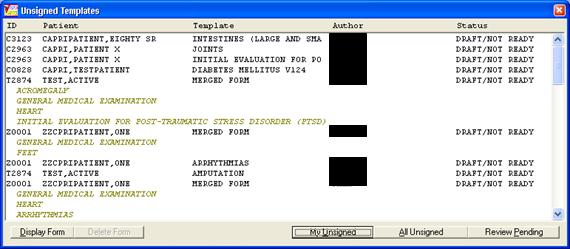 Unsigned Templates
ID Patient Template Author Status
C3123 CAPRIPATIENT,EIGHTY SR INTESTINES (LARGE AND SMA DRAFT/NOT READY
C2963 CAPRI,PATIENT X JOINTS DRAFT/NOT READY
C2963 CAPRI,PATIENT X INITIAL EVALUATION FOR PO DRAFT/NOT READY
C0828 CAPRI,TESTPATIENT DIABETES MELLITUS V124 DRAFT/NOT READY
T2874 TEST,ACTIVE MERGED FORM DRAFT/NOT READY
ACROMEGALY
GENERAL MEDICAL EXAMINATION
HEART
INITIAL EVALUATION FOR POST-TRAUMATIC STRESS DISORDER (PTSD)
Z0001 ZZCPRIPATIENT,ONE MERGED FORM DRAFT/NOT READY
GENERAL MEDICAL EXAMINATION
FEET
Z0001 ZZCPRIPATIENT,ONE ARRHYTHMIAS DRAFT/NOT READY
T2874 TEST,ACTIVE AMPUTATION DRAFT/NOT READY
Z0001 ZZCPRIPATIENT,ONE MERGED FORM DRAFT/NOT READY
GENERAL MEDICAL EXAMINATION
HEART
ARRHYTHMIAS
Display Form Delete Form My Unsigned All Unsigned Review Pending